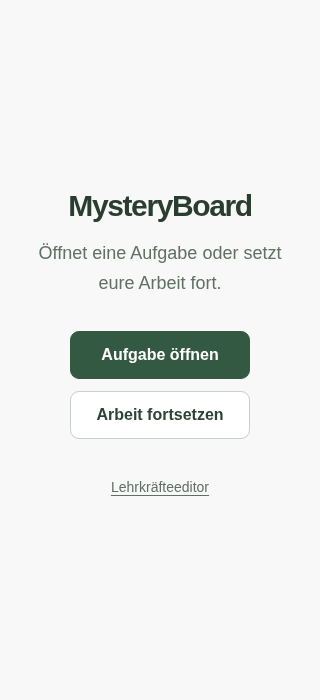 MysteryBoard
Öffnet eine Aufgabe oder setzt
eure Arbeit fort.
Aufgabe öffnen
Arbeit fortsetzen
Lehrkräfteeditor